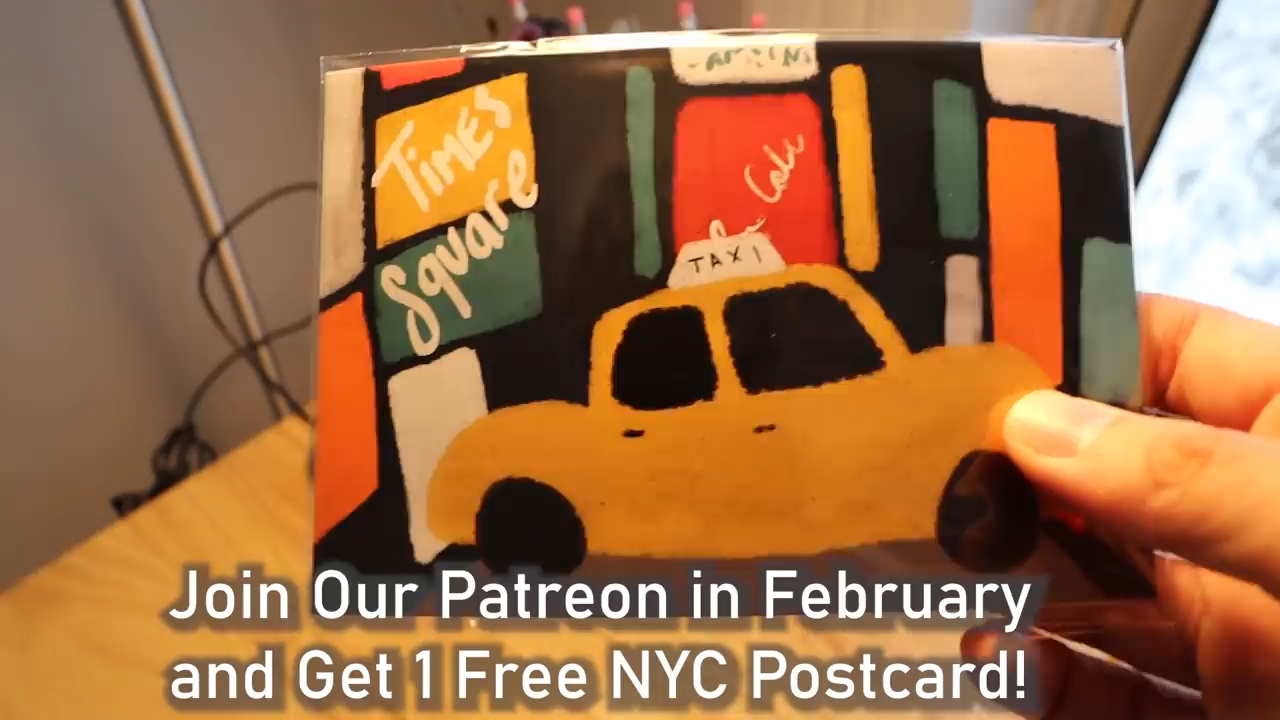 Times
Square
TAXI
Join Our Patreon in February
and Get 1 Free NYC Postcard!